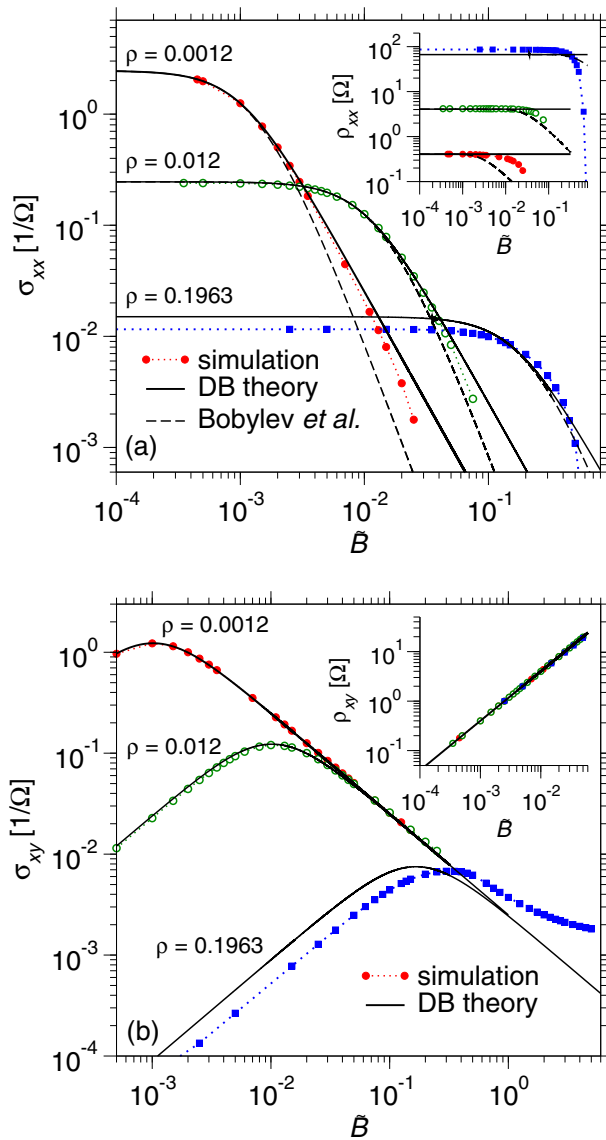 10^0
10^-1
10^-2
10^-3
σxx [1/Ω]
10^-4 10^-3 10^-2 10^-1
B̃
ρ = 0.0012
ρ = 0.012
ρ = 0.1963
simulation
DB theory
Bobylev et al.
(a)
10^2
10^1
10^0
10^-1
ρxx [Ω]
10^-4 10^-3 10^-2 10^-1
B̃
10^0
10^-1
10^-2
10^-3
10^-4
σxy [1/Ω]
10^-3 10^-2 10^-1 10^0
B̃
ρ = 0.0012
ρ = 0.012
ρ = 0.1963
simulation
DB theory
(b)
10^1
10^0
10^-1
ρxy [Ω]
10^-4 10^-3 10^-2
B̃